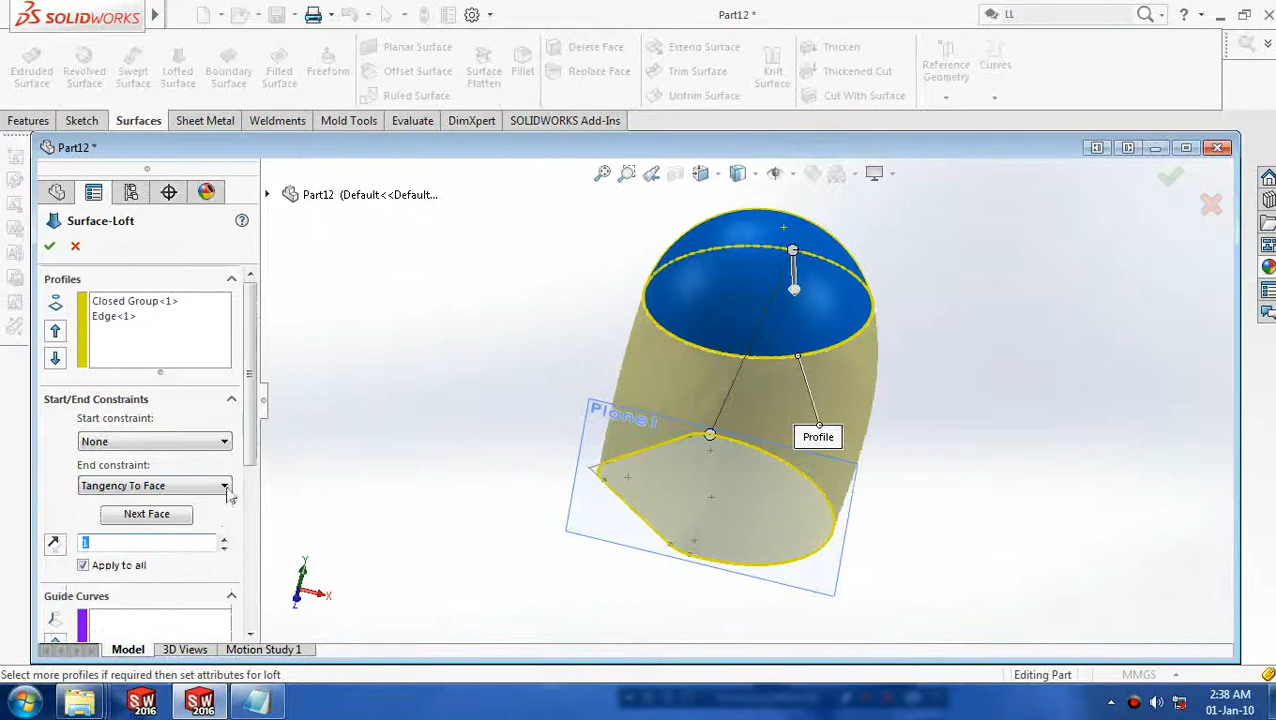 SOLIDWORKS
Part12 *
LL
Extruded Surface
Revolved Surface
Swept Surface
Lofted Surface
Boundary Surface
Filled Surface
Freeform
Planar Surface
Offset Surface
Ruled Surface
Surface Flatten
Fillet
Delete Face
Replace Face
Extend Surface
Trim Surface
Untrim Surface
Knit Surface
Thicken
Thickened Cut
Cut With Surface
Reference Geometry
Curves
Features
Sketch
Surfaces
Sheet Metal
Weldments
Mold Tools
Evaluate
DimXpert
SOLIDWORKS Add-Ins
Part12 *
Part12 (Default<<Default...
Surface-Loft
Profiles
Closed Group<1>
Edge<1>
Start/End Constraints
Start constraint:
None
End constraint:
Tangency To Face
Next Face
1
Apply to all
Guide Curves
Plane1
Profile
Y
X
Z
Model
3D Views
Motion Study 1
Select more profiles if required then set attributes for loft
Editing Part
MMGS
SW
2016
SW
2016
2:38 AM
01-Jan-10